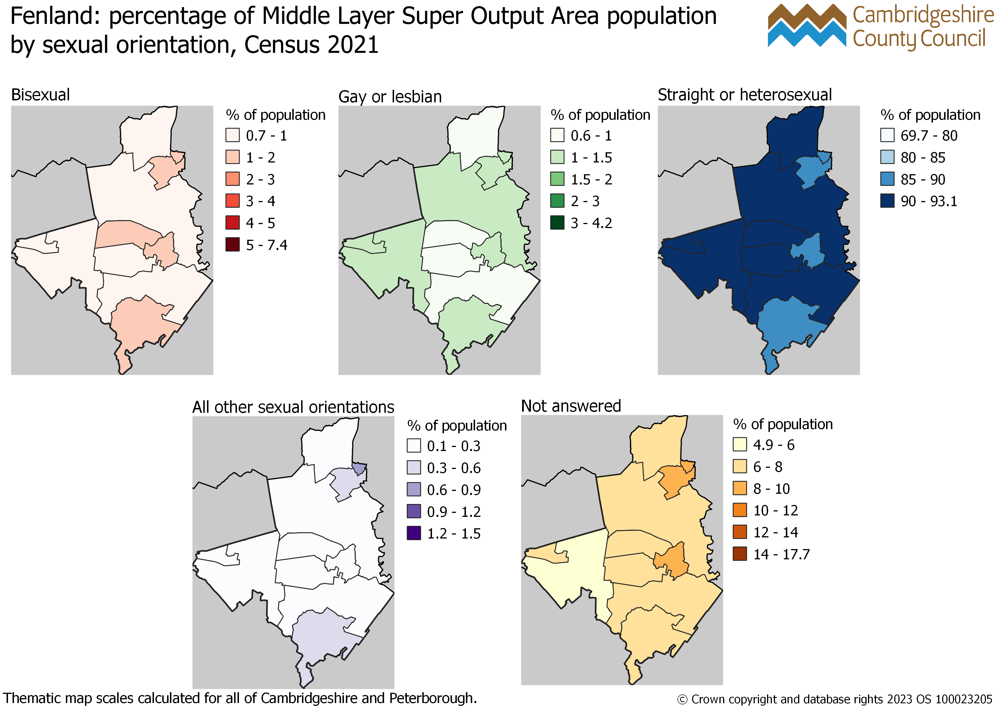 Fenland: percentage of Middle Layer Super Output Area population
by sexual orientation, Census 2021
Cambridgeshire
County Council
Bisexual
% of population
0.7 - 1
1 - 2
2 - 3
3 - 4
4 - 5
5 - 7.4
Gay or lesbian
% of population
0.6 - 1
1 - 1.5
1.5 - 2
2 - 3
3 - 4.2
Straight or heterosexual
% of population
69.7 - 80
80 - 85
85 - 90
90 - 93.1
All other sexual orientations
% of population
0.1 - 0.3
0.3 - 0.6
0.6 - 0.9
0.9 - 1.2
1.2 - 1.5
Not answered
% of population
4.9 - 6
6 - 8
8 - 10
10 - 12
12 - 14
14 - 17.7
Thematic map scales calculated for all of Cambridgeshire and Peterborough.
© Crown copyright and database rights 2023 OS 100023205